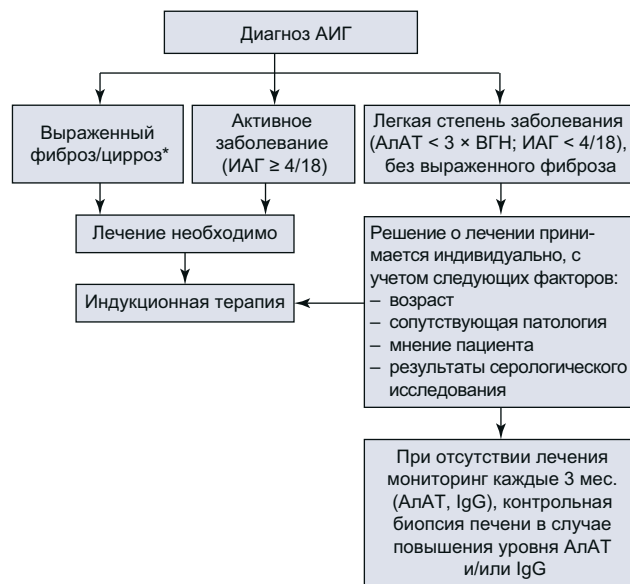 Диагноз АИГ
Выраженный
фиброз/цирроз*
Активное
заболевание
(ИАГ ≥ 4/18)
Легкая степень заболевания
(АлАТ < 3 × ВГН; ИАГ < 4/18),
без выраженного фиброза
Лечение необходимо
Индукционная терапия
Решение о лечении прини-
мается индивидуально, с
учетом следующих факторов:
– возраст
– сопутствующая патология
– мнение пациента
– результаты серологического
исследования
При отсутствии лечения
мониторинг каждые 3 мес.
(АлАТ, IgG), контрольная
биопсия печени в случае
повышения уровня АлАТ
и/или IgG